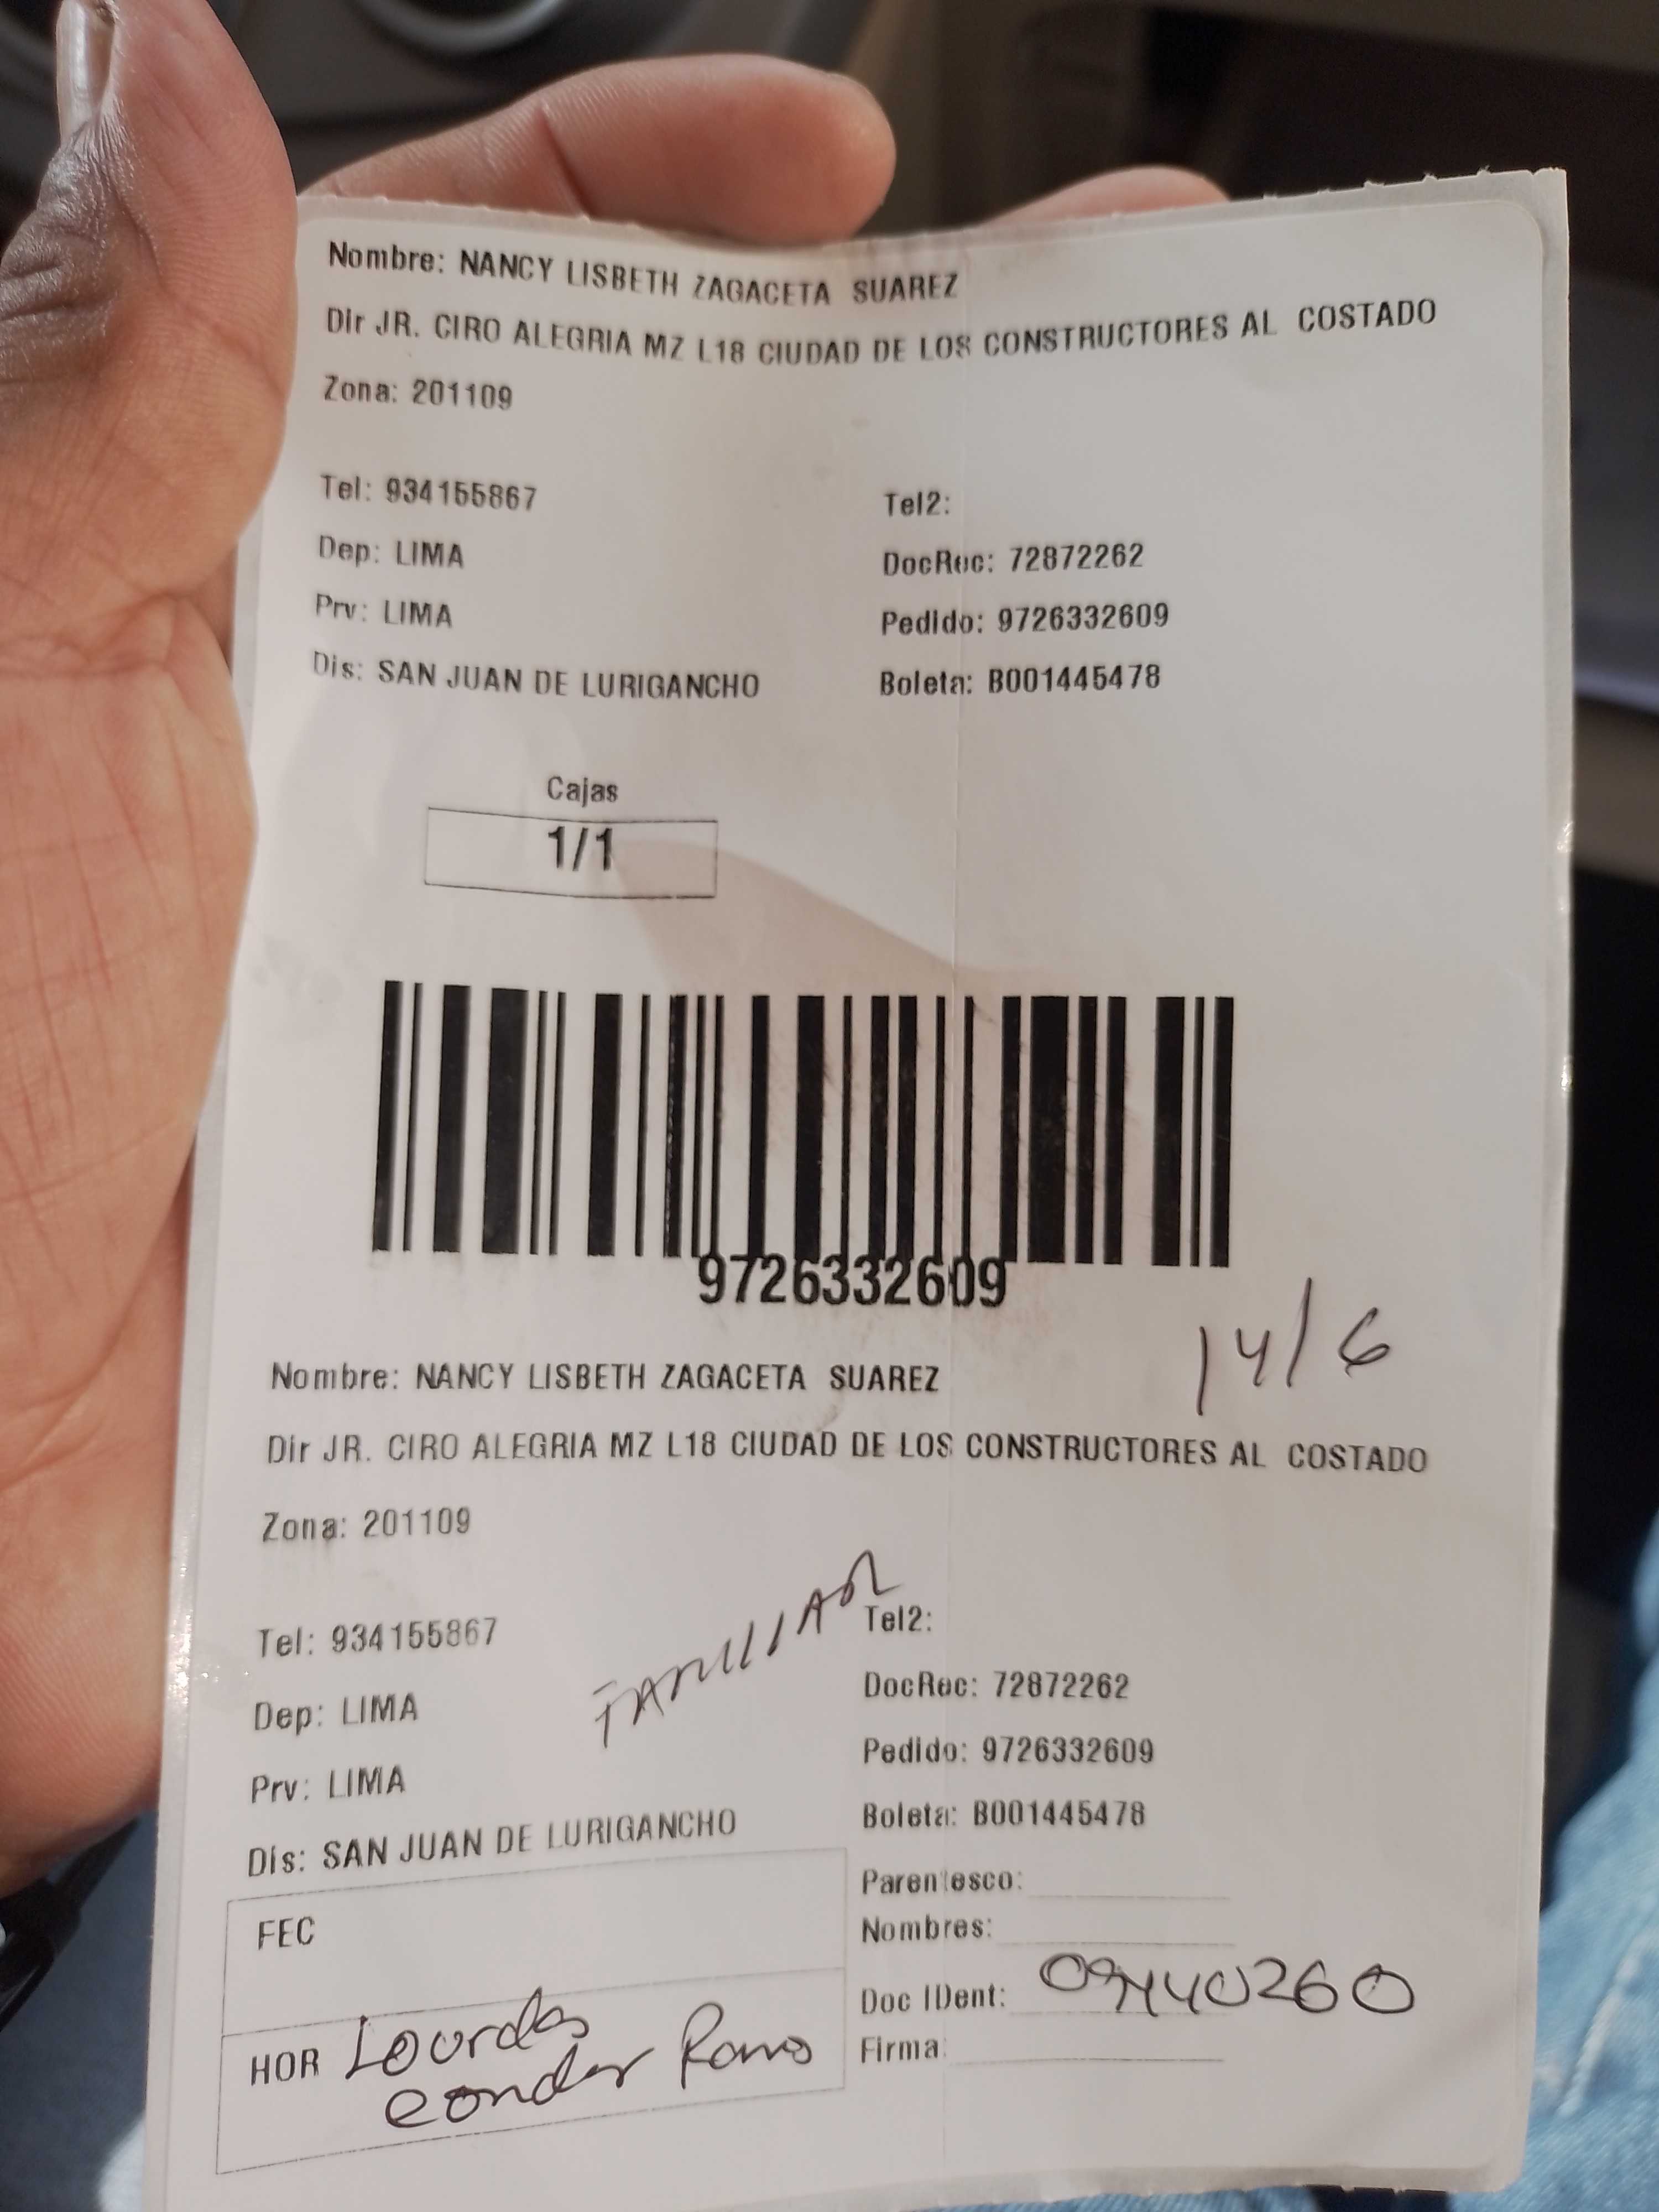 Nombre: NANCY LISBETH ZAGACETA SUAREZ
Dir JR. CIRO ALEGRIA MZ L18 CIUDAD DE LOS CONSTRUCTORES AL COSTADO
Zona: 201109
Tel: 934155867 Tel2:
Dep: LIMA DocRec: 72872262
Prv: LIMA Pedido: 9726332609
Dis: SAN JUAN DE LURIGANCHO Boleta: B001445478
Cajas
1/1
9726332609
14/6
Nombre: NANCY LISBETH ZAGACETA SUAREZ
Dir JR. CIRO ALEGRIA MZ L18 CIUDAD DE LOS CONSTRUCTORES AL COSTADO
Zona: 201109
FAMILIAR
Tel: 934155867 Tel2:
Dep: LIMA DocRec: 72872262
Prv: LIMA Pedido: 9726332609
Dis: SAN JUAN DE LURIGANCHO Boleta: B001445478
Parentesco:
FEC Nombres:
Doc IDent: 09440260
HOR Lourdes Firma:
condor